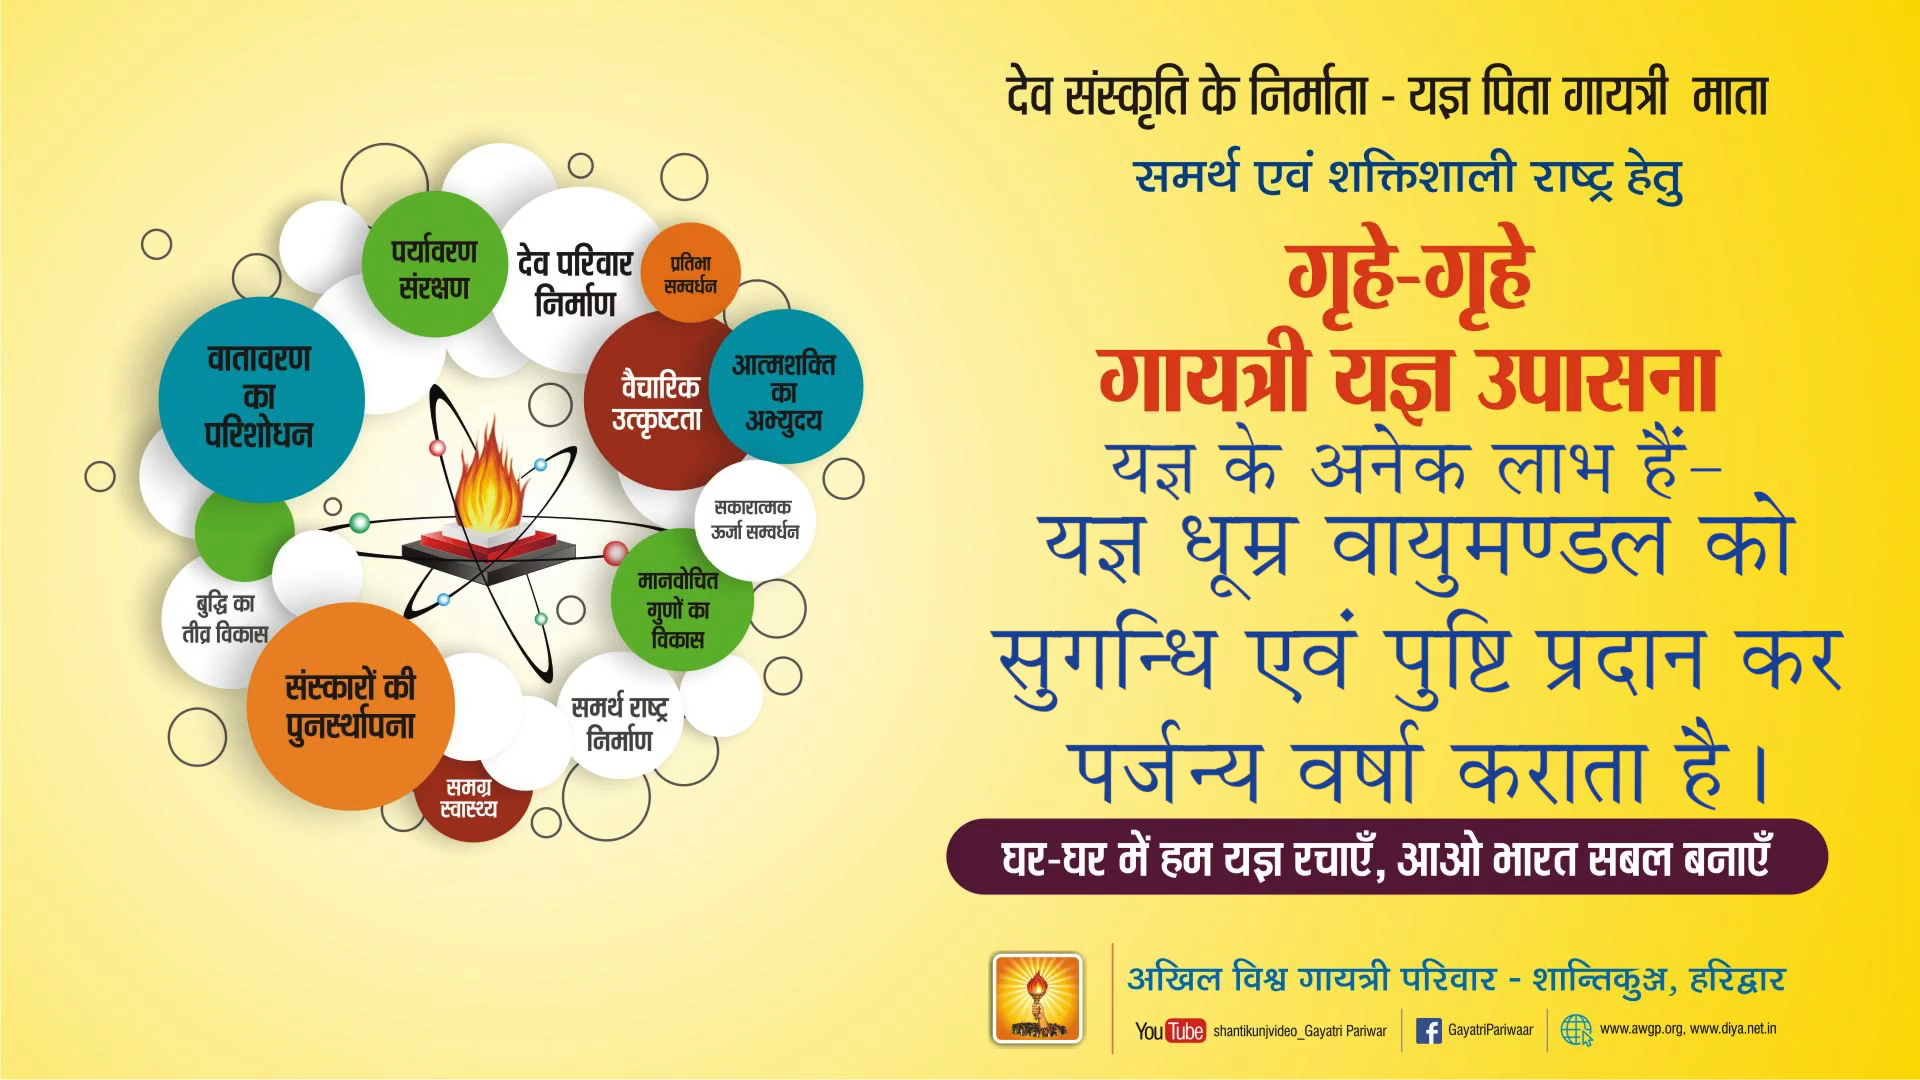 देव संस्कृति के निर्माता - यज्ञ पिता गायत्री माता
समर्थ एवं शक्तिशाली राष्ट्र हेतु
गृहे-गृहे
गायत्री यज्ञ उपासना
यज्ञ के अनेक लाभ हैं–
यज्ञ धूम्र वायुमण्डल को
सुगन्धि एवं पुष्टि प्रदान कर
पर्जन्य वर्षा कराता है।
घर-घर में हम यज्ञ रचाएँ, आओ भारत सबल बनाएँ
पर्यावरण
संरक्षण
देव परिवार
निर्माण
प्रतिभा
सम्वर्धन
वातावरण
का
परिशोधन
वैचारिक
उत्कृष्टता
आत्मशक्ति
का
अभ्युदय
सकारात्मक
ऊर्जा सम्वर्धन
मानवोचित
गुणों का
विकास
बुद्धि का
तीव्र विकास
संस्कारों की
पुनर्स्थापना
समर्थ राष्ट्र
निर्माण
समग्र
स्वास्थ्य
अखिल विश्व गायत्री परिवार - शान्तिकुञ्ज, हरिद्वार
YouTube shantikunjvideo_Gayatri Pariwar
GayatriPariwaar
www.awgp.org, www.diya.net.in